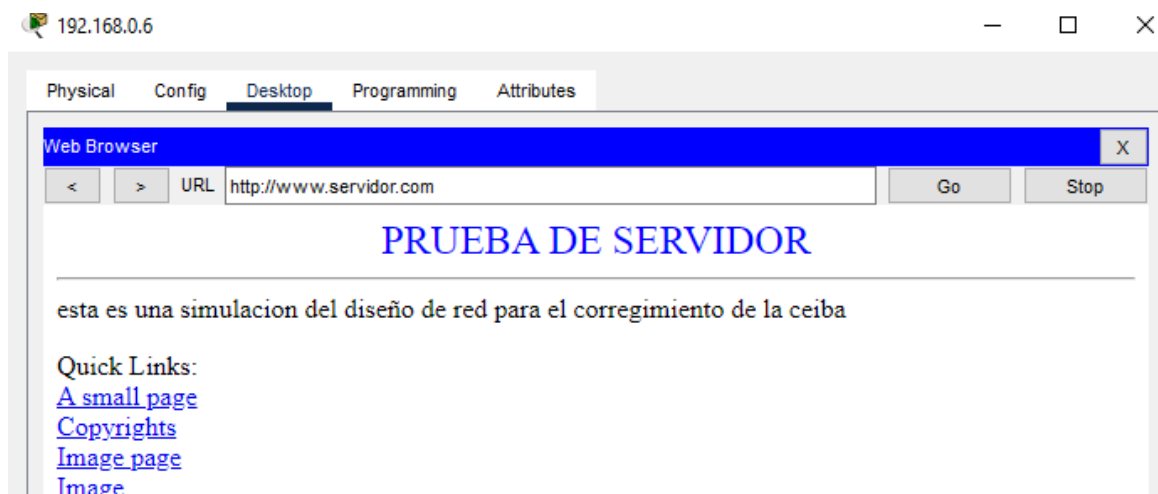 192.168.0.6
Physical Config Desktop Programming Attributes
Web Browser X
< > URL http://www.servidor.com Go Stop
PRUEBA DE SERVIDOR
esta es una simulacion del diseño de red para el corregimiento de la ceiba
Quick Links:
A small page
Copyrights
Image page
Image